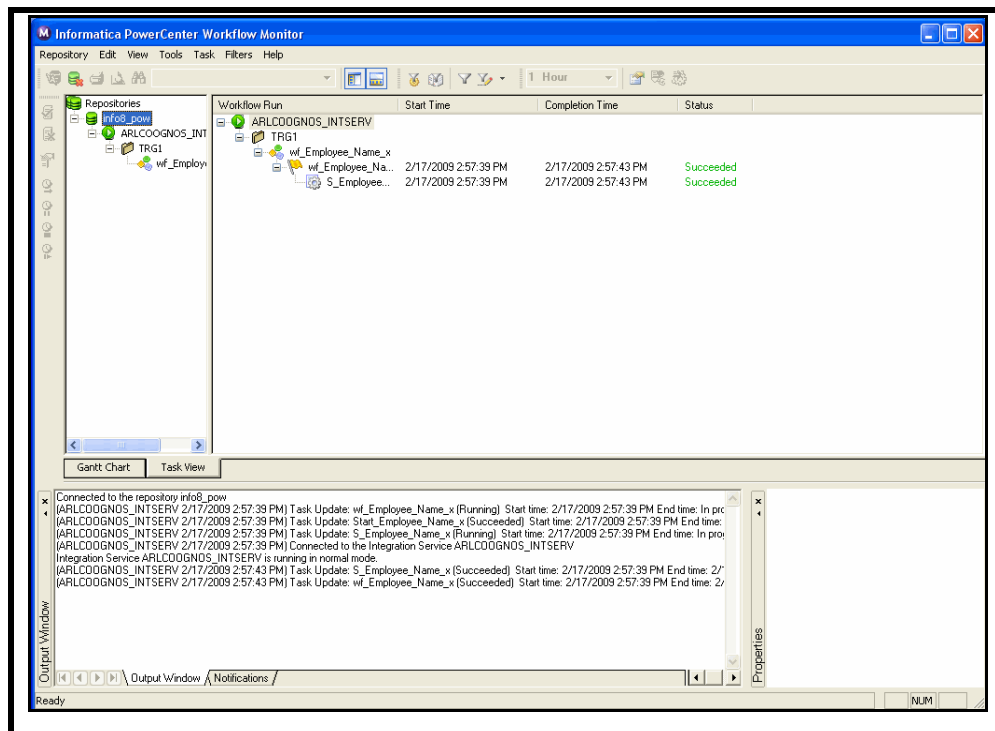 Informatica PowerCenter Workflow Monitor
Repository Edit View Tools Task Filters Help
1 Hour
Repositories
info8_pow
ARLCOOGNOS_INT
TRG1
wf_Employ
Workflow Run Start Time Completion Time Status
ARLCOOGNOS_INTSERV
TRG1
wf_Employee_Name_x
wf_Employee_Na... 2/17/2009 2:57:39 PM 2/17/2009 2:57:43 PM Succeeded
S_Employee... 2/17/2009 2:57:39 PM 2/17/2009 2:57:43 PM Succeeded
Gantt Chart Task View
Connected to the repository info8_pow
(ARLCOOGNOS_INTSERV 2/17/2009 2:57:39 PM) Task Update: wf_Employee_Name_x (Running) Start time: 2/17/2009 2:57:39 PM End time: In pro
(ARLCOOGNOS_INTSERV 2/17/2009 2:57:39 PM) Task Update: Start_Employee_Name_x (Succeeded) Start time: 2/17/2009 2:57:39 PM End time:
(ARLCOOGNOS_INTSERV 2/17/2009 2:57:39 PM) Task Update: S_Employee_Name_x (Running) Start time: 2/17/2009 2:57:39 PM End time: In pro
(ARLCOOGNOS_INTSERV 2/17/2009 2:57:39 PM) Connected to the Integration Service ARLCOOGNOS_INTSERV
Integration Service ARLCOOGNOS_INTSERV is running in normal mode.
(ARLCOOGNOS_INTSERV 2/17/2009 2:57:43 PM) Task Update: S_Employee_Name_x (Succeeded) Start time: 2/17/2009 2:57:39 PM End time: 2/
(ARLCOOGNOS_INTSERV 2/17/2009 2:57:43 PM) Task Update: wf_Employee_Name_x (Succeeded) Start time: 2/17/2009 2:57:39 PM End time: 2/
Output Window
Properties
Output Window Notifications
Ready
NUM